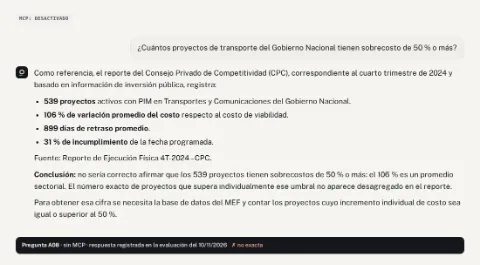 MCP: DESACTIVADO
¿Cuántos proyectos de transporte del Gobierno Nacional tienen sobrecosto de 50 % o más?
Como referencia, el reporte del Consejo Privado de Competitividad (CPC), correspondiente al cuarto trimestre de 2024 y
basado en información de inversión pública, registra:
• 539 proyectos activos con PIM en Transportes y Comunicaciones del Gobierno Nacional.
• 106 % de variación promedio del costo respecto al costo de viabilidad.
• 899 días de retraso promedio.
• 31 % de incumplimiento de la fecha programada.
Fuente: Reporte de Ejecución Física 4T-2024 – CPC.
Conclusión: no sería correcto afirmar que los 539 proyectos tienen sobrecostos de 50 % o más: el 106 % es un promedio
sectorial. El número exacto de proyectos que supera individualmente ese umbral no aparece desagregado en el reporte.
Para obtener esa cifra se necesita la base de datos del MEF y contar los proyectos cuyo incremento individual de costo sea
igual o superior al 50 %.
Pregunta A08 · sin MCP · respuesta registrada en la evaluación del 10/11/2026 ✗ no exacta